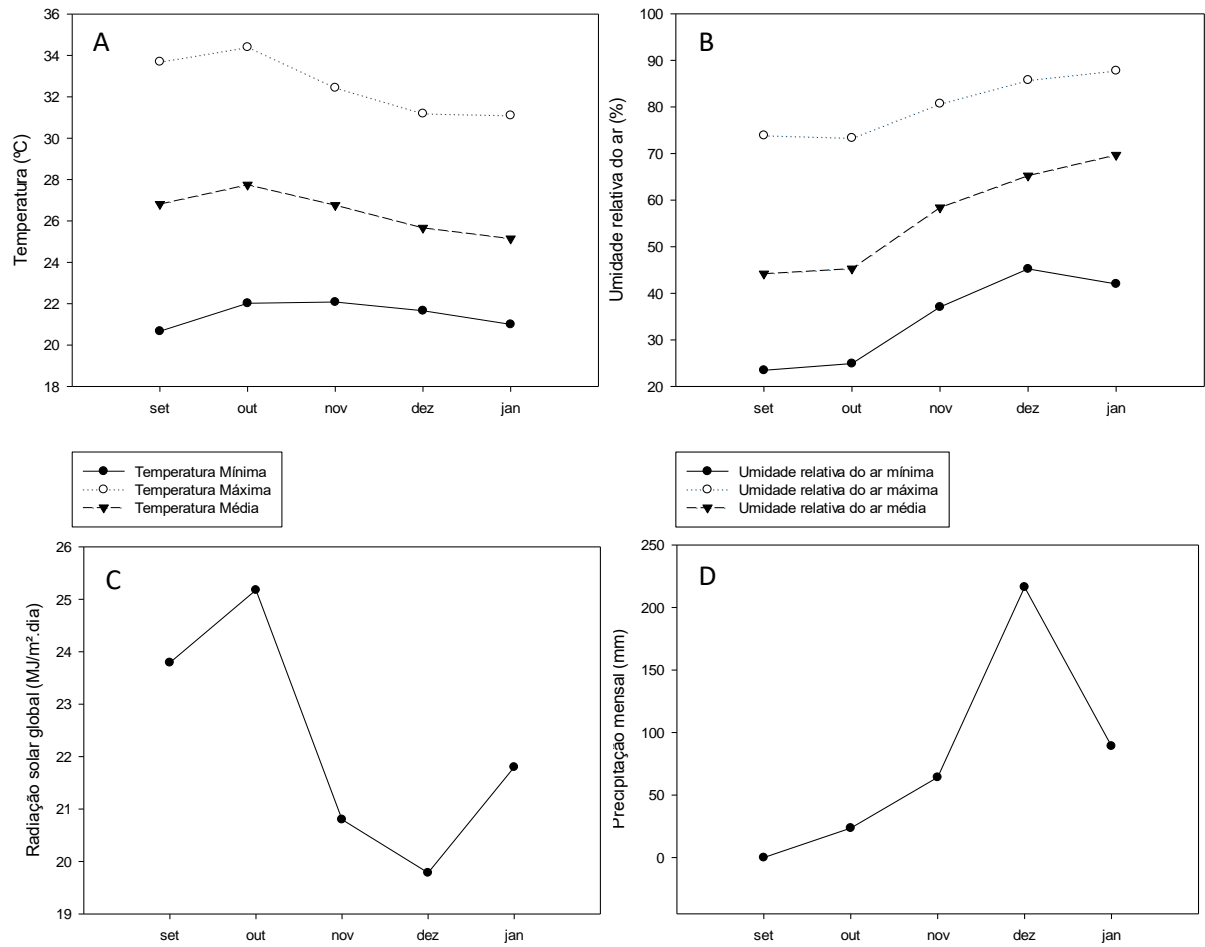 A
Temperatura (ºC)
36
34
32
30
28
26
24
22
20
18
set out nov dez jan
Temperatura Mínima
Temperatura Máxima
Temperatura Média
B
Umidade relativa do ar (%)
100
90
80
70
60
50
40
30
20
set out nov dez jan
Umidade relativa do ar mínima
Umidade relativa do ar máxima
Umidade relativa do ar média
C
Radiação solar global (MJ/m².dia)
26
25
24
23
22
21
20
19
set out nov dez jan
D
Precipitação mensal (mm)
250
200
150
100
50
0
set out nov dez jan